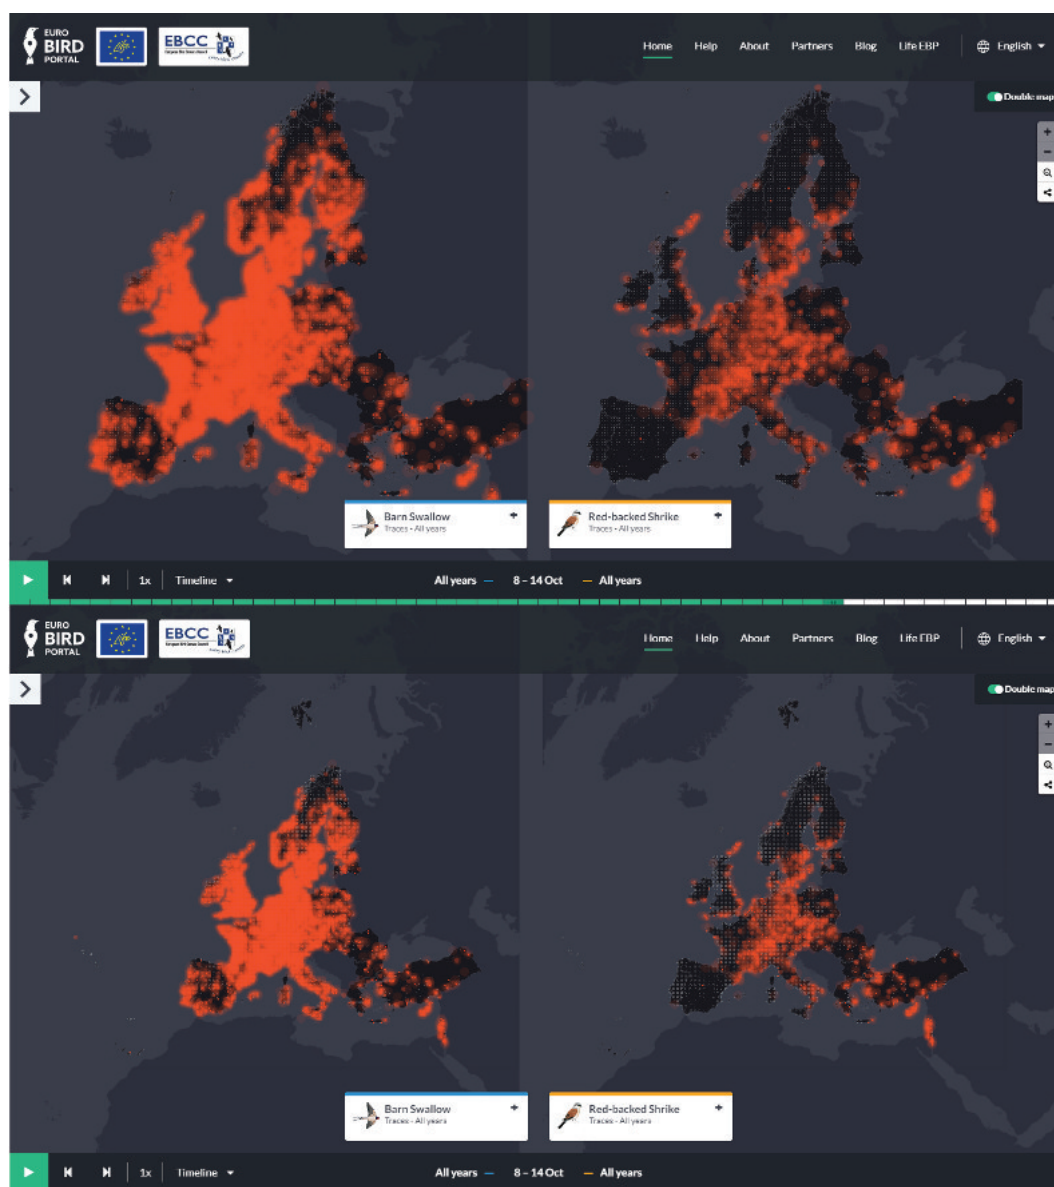 EURO
BIRD
PORTAL
Life
EBCC
Home Help About Partners Blog Life EBP English
Double map
Barn Swallow
Traces - All years
Red-backed Shrike
Traces - All years
1x Timeline All years 8 – 14 Oct All years
EURO
BIRD
PORTAL
Life
EBCC
Home Help About Partners Blog Life EBP English
Double map
Barn Swallow
Traces - All years
Red-backed Shrike
Traces - All years
1x Timeline All years 8 – 14 Oct All years